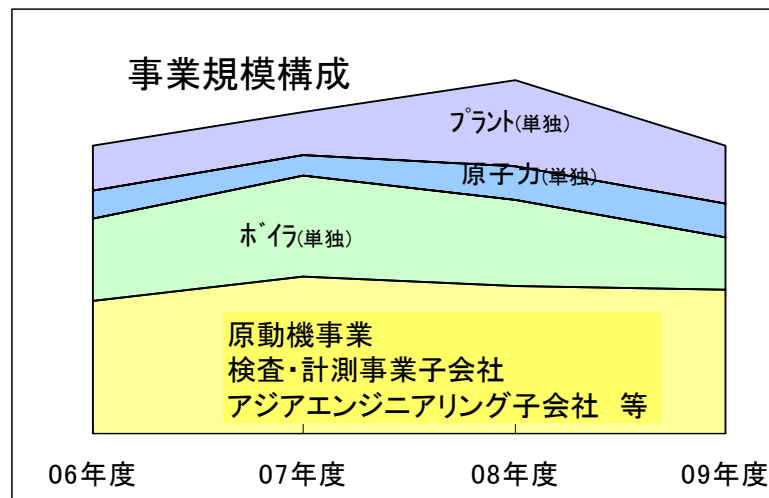 事業規模構成
プラント(単独)
原子力(単独)
ボイラ(単独)
原動機事業
検査・計測事業子会社
アジアエンジニアリング子会社 等
06年度 07年度 08年度 09年度